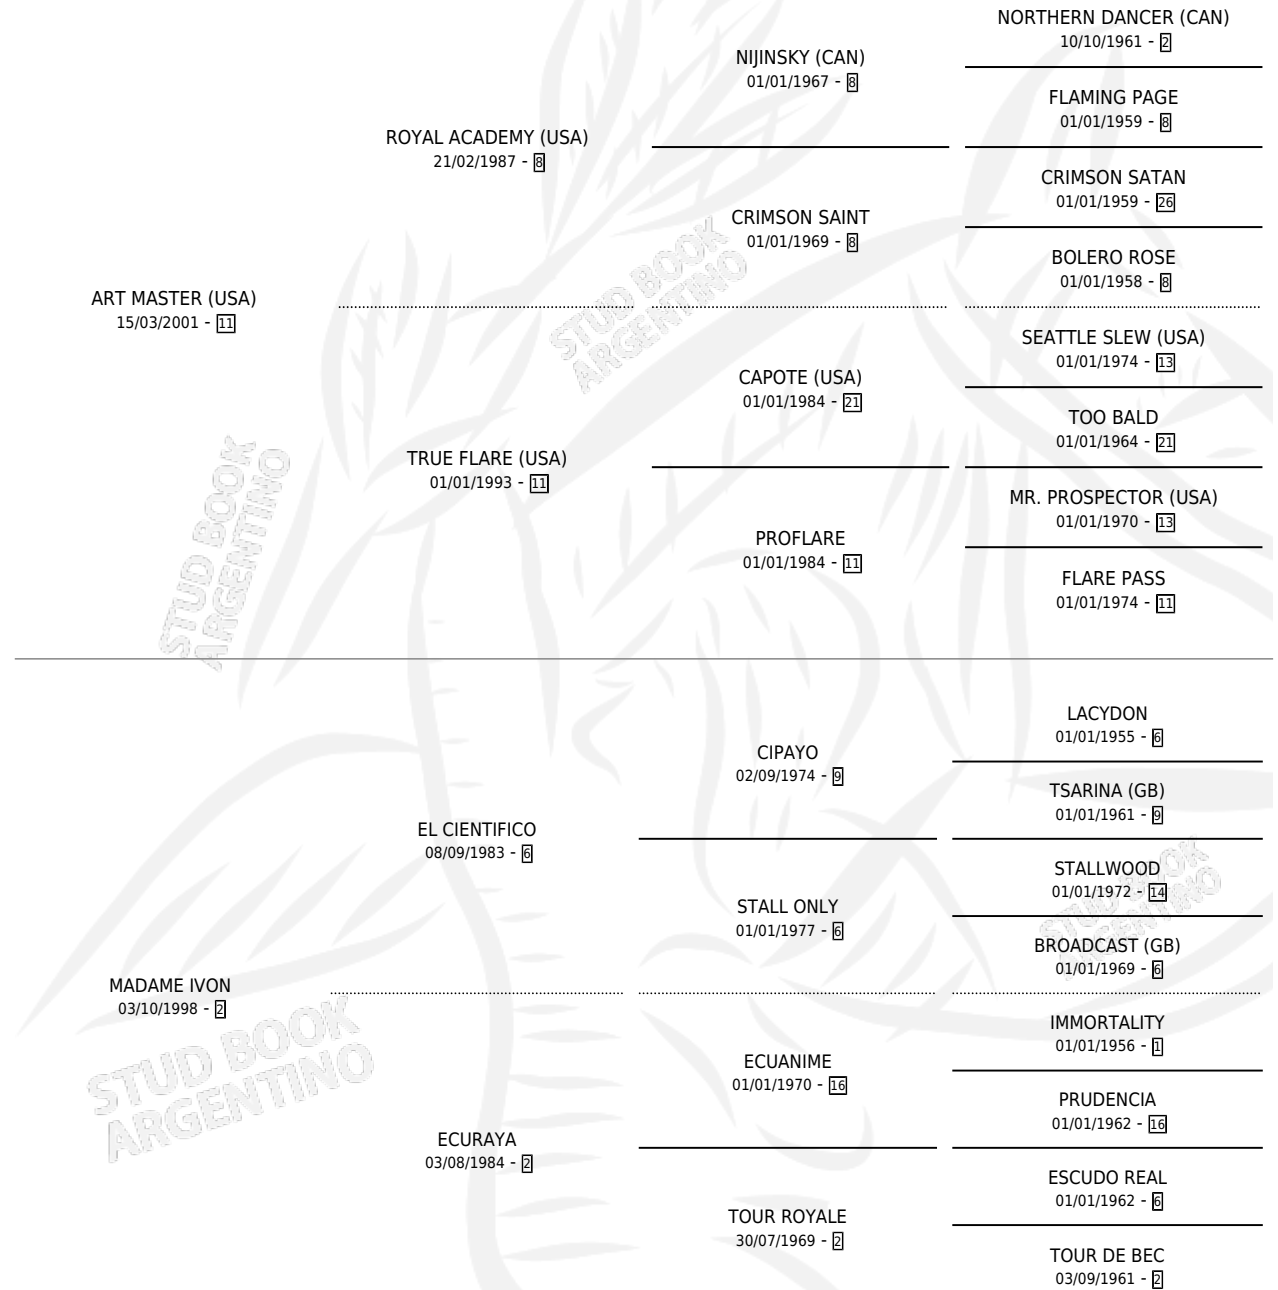 NORTHERN DANCER (CAN)
10/10/1961 - 2
NIJINSKY (CAN)
01/01/1967 - 8
FLAMING PAGE
01/01/1959 - 8
ROYAL ACADEMY (USA)
21/02/1987 - 8
CRIMSON SATAN
01/01/1959 - 26
CRIMSON SAINT
01/01/1969 - 8
BOLERO ROSE
01/01/1958 - 8
ART MASTER (USA)
15/03/2001 - 11
SEATTLE SLEW (USA)
01/01/1974 - 13
CAPOTE (USA)
01/01/1984 - 21
TOO BALD
01/01/1964 - 21
TRUE FLARE (USA)
01/01/1993 - 11
MR. PROSPECTOR (USA)
01/01/1970 - 13
PROFLARE
01/01/1984 - 11
FLARE PASS
01/01/1974 - 11
STUD BOOK
ARGENTINO
STUD BOOK
ARGENTINO
LACYDON
01/01/1955 - 6
CIPAYO
02/09/1974 - 9
TSARINA (GB)
01/01/1961 - 9
EL CIENTIFICO
08/09/1983 - 6
STALLWOOD
01/01/1972 - 14
STALL ONLY
01/01/1977 - 6
BROADCAST (GB)
01/01/1969 - 6
MADAME IVON
03/10/1998 - 2
IMMORTALITY
01/01/1956 - 1
ECUANIME
01/01/1970 - 16
PRUDENCIA
01/01/1962 - 16
ECURAYA
03/08/1984 - 2
ESCUDO REAL
01/01/1962 - 6
TOUR ROYALE
30/07/1969 - 2
TOUR DE BEC
03/09/1961 - 2
STUD BOOK
ARGENTINO
STUD BOOK
ARGENTINO